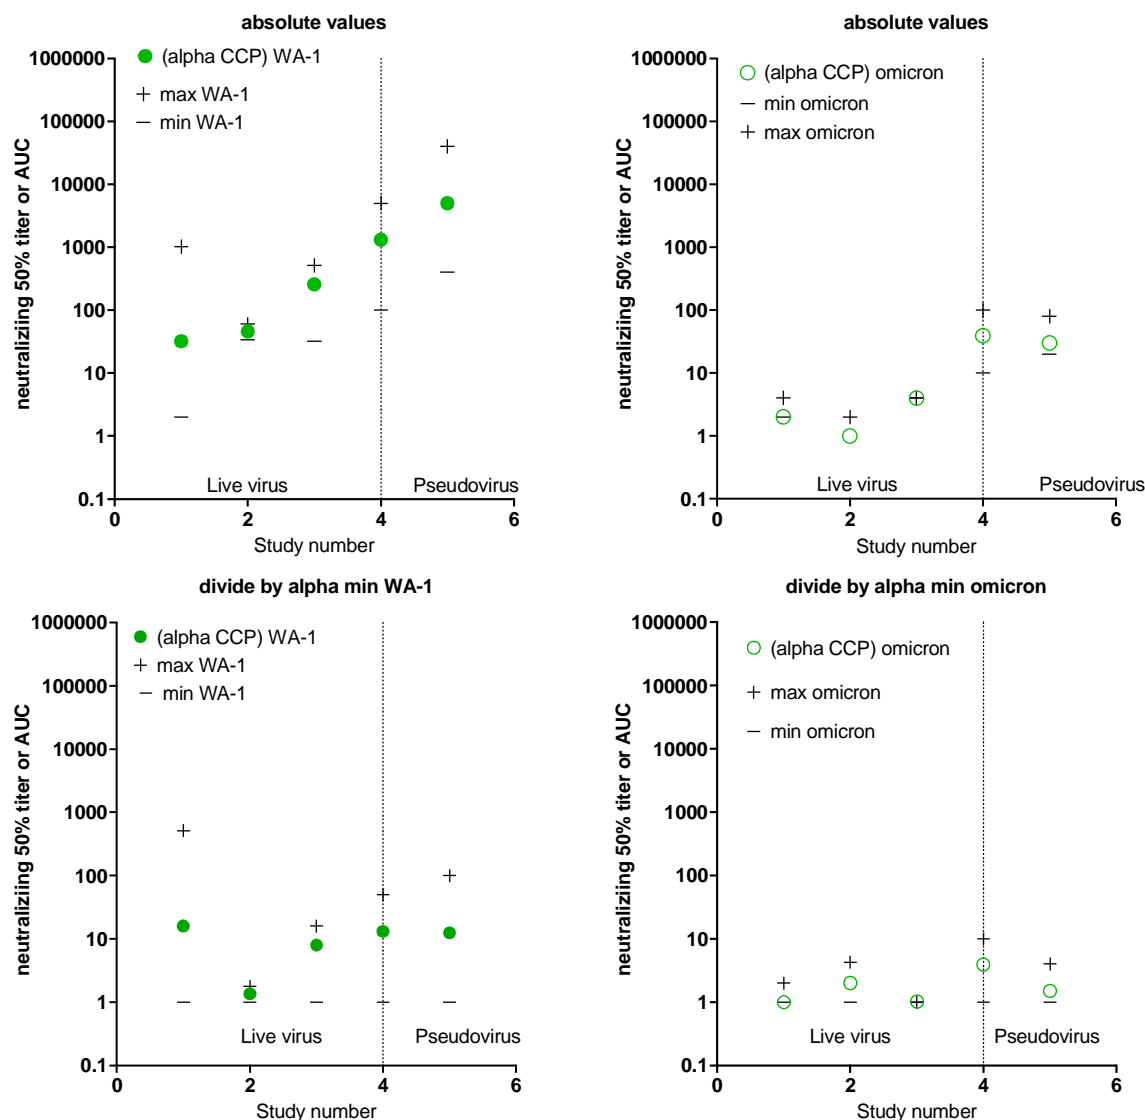 absolute values
neutraliziing 50% titer or AUC
1000000
100000
10000
1000
100
10
1
0.1
(alpha CCP) WA-1
max WA-1
min WA-1
Live virus
Pseudovirus
0 2 4 6
Study number
absolute values
neutraliziing 50% titer or AUC
1000000
100000
10000
1000
100
10
1
0.1
(alpha CCP) omicron
min omicron
max omicron
Live virus
Pseudovirus
0 2 4 6
Study number
divide by alpha min WA-1
neutraliziing 50% titer or AUC
1000000
100000
10000
1000
100
10
1
0.1
(alpha CCP) WA-1
max WA-1
min WA-1
Live virus
Pseudovirus
0 2 4 6
Study number
divide by alpha min omicron
neutraliziing 50% titer or AUC
1000000
100000
10000
1000
100
10
1
0.1
(alpha CCP) omicron
max omicron
min omicron
Live virus
Pseudovirus
0 2 4 6
Study number